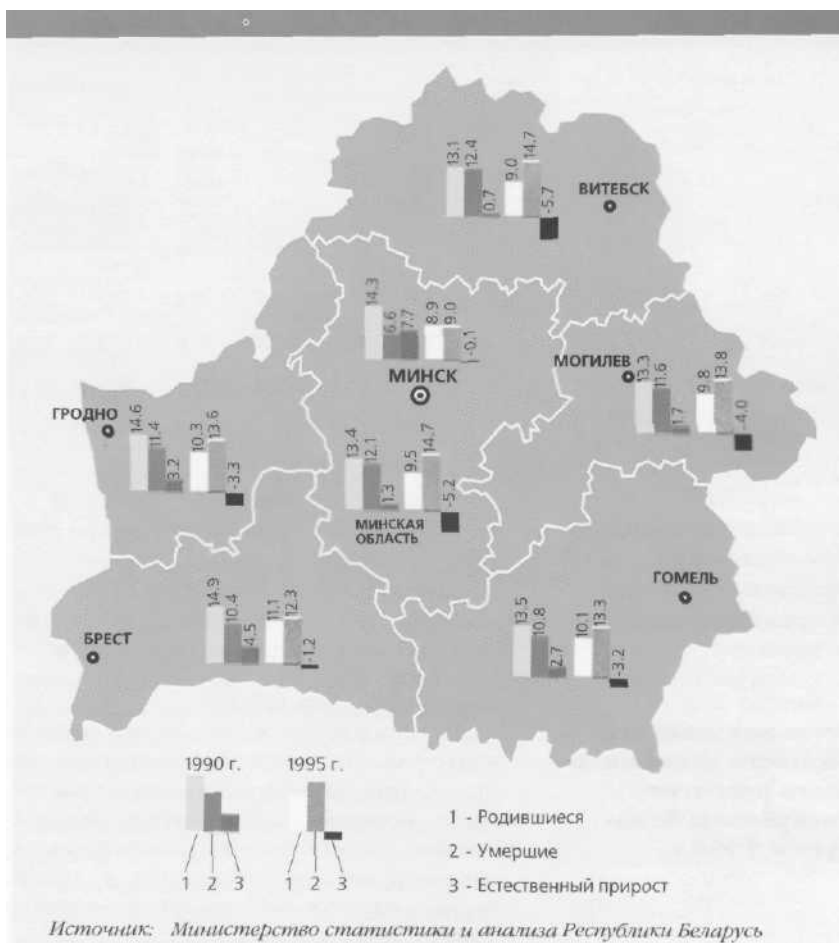 13.1 12.4 0.7 9.0 14.7 -5.7
ВИТЕБСК
14.3 6.6 7.7 8.9 9.0 -0.1
МИНСК
МОГИЛЕВ
13.3 11.6 1.7 9.8 13.8 -4.0
ГРОДНО
14.6 11.4 3.2 10.3 13.6 -3.3
13.4 12.1 1.3 9.5 14.7 -5.2
МИНСКАЯ
ОБЛАСТЬ
ГОМЕЛЬ
13.5 10.8 2.7 10.1 13.3 -3.2
БРЕСТ
14.9 10.4 4.5 11.1 12.3 -1.2
1990 г. 1995 г.
1 2 3 1 2 3
1 - Родившиеся
2 - Умершие
3 - Естественный прирост
Источник: Министерство статистики и анализа Республики Беларусь